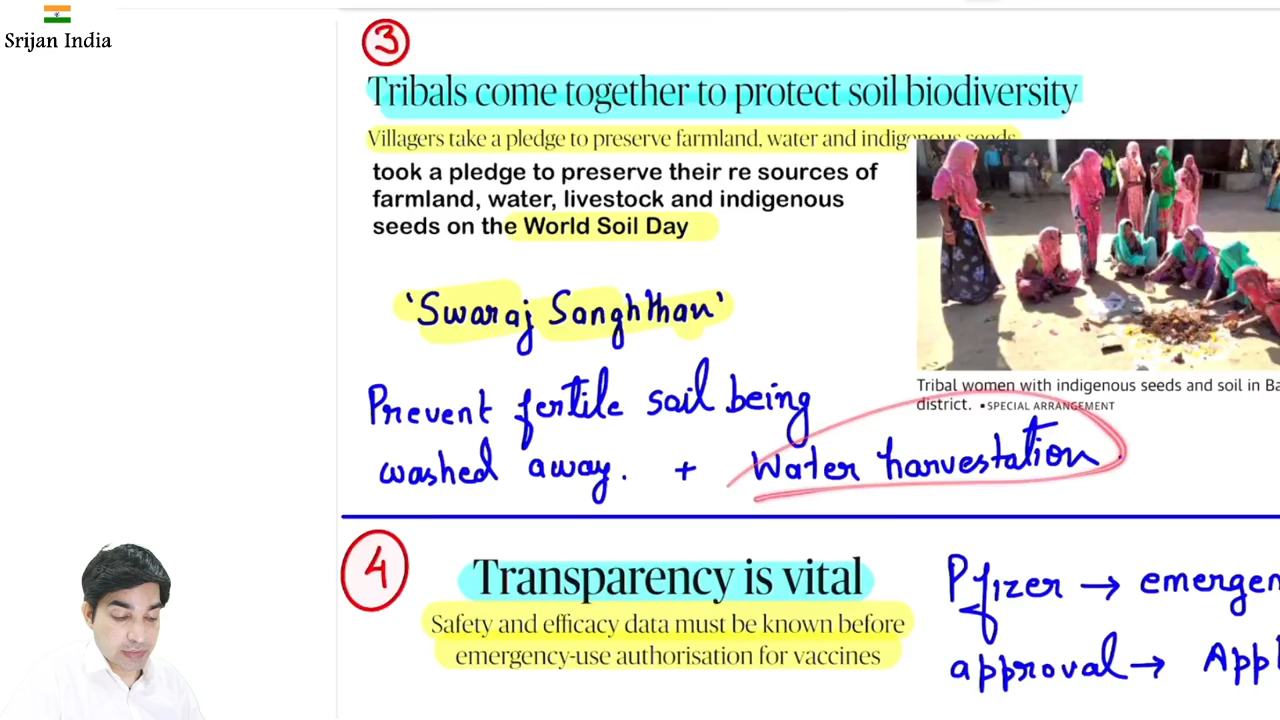 Srijan India
3
Tribals come together to protect soil biodiversity
Villagers take a pledge to preserve farmland, water and indigenous seeds
took a pledge to preserve their re sources of
farmland, water, livestock and indigenous
seeds on the World Soil Day
'Swaraj Sanghthan'
Prevent fertile soil being
washed away. + Water harvestation.
Tribal women with indigenous seeds and soil in Ba
district. ▪SPECIAL ARRANGEMENT
4
Transparency is vital
Safety and efficacy data must be known before
emergency-use authorisation for vaccines
Pfizer → emergen
approval → Appl